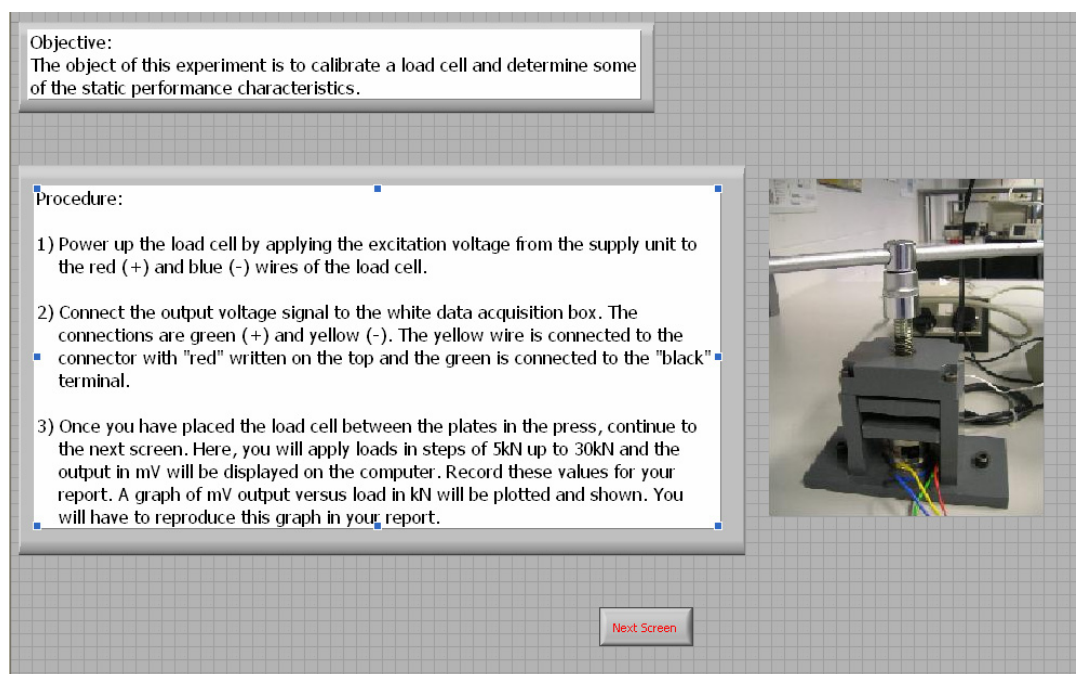 Objective:
The object of this experiment is to calibrate a load cell and determine some
of the static performance characteristics.
Procedure:
1) Power up the load cell by applying the excitation voltage from the supply unit to
the red (+) and blue (-) wires of the load cell.
2) Connect the output voltage signal to the white data acquisition box. The
connections are green (+) and yellow (-). The yellow wire is connected to the
connector with "red" written on the top and the green is connected to the "black"
terminal.
3) Once you have placed the load cell between the plates in the press, continue to
the next screen. Here, you will apply loads in steps of 5kN up to 30kN and the
output in mV will be displayed on the computer. Record these values for your
report. A graph of mV output versus load in kN will be plotted and shown. You
will have to reproduce this graph in your report.
Next Screen